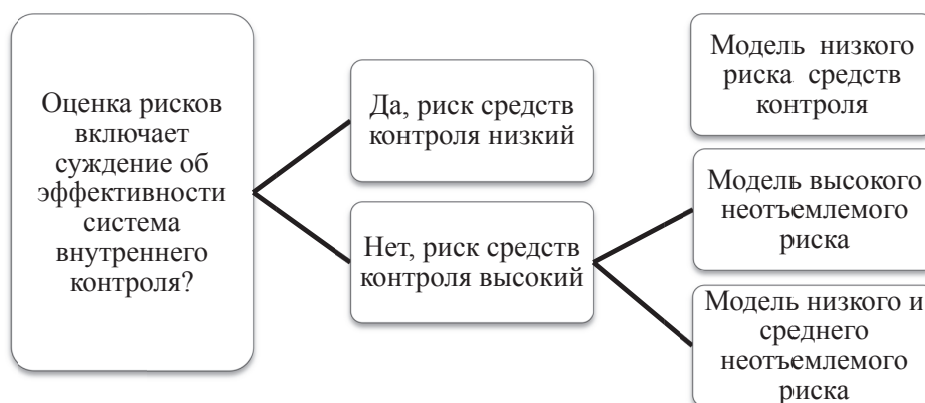 Оценка рисков
включает
суждение об
эффективности
система
внутреннего
контроля?
Да, риск средств
контроля низкий
Нет, риск средств
контроля высокий
Модель низкого
риска средств
контроля
Модель высокого
неотъемлемого
риска
Модель низкого и
среднего
неотъемлемого
риска